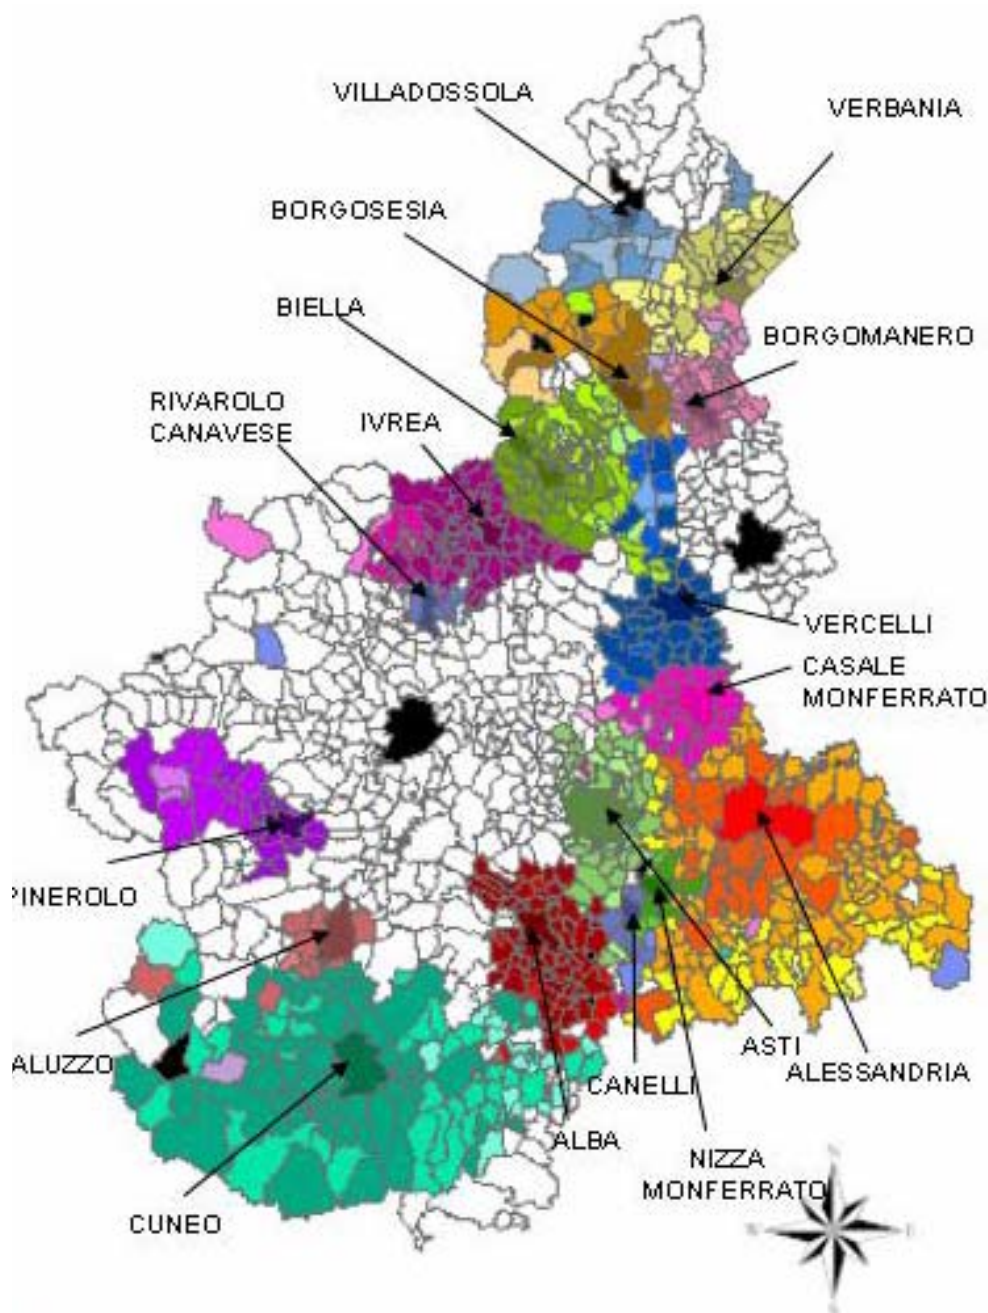 VILLADOSSOLA
VERBANIA
BORGOSESIA
BIELLA
BORGOMANERO
RIVAROLO
CANAVESE
IVREA
VERCELLI
CASALE
MONFERRATO
PINEROLO
ALUZZO
ASTI
ALESSANDRIA
CANELLI
ALBA
NIZZA
MONFERRATO
CUNEO